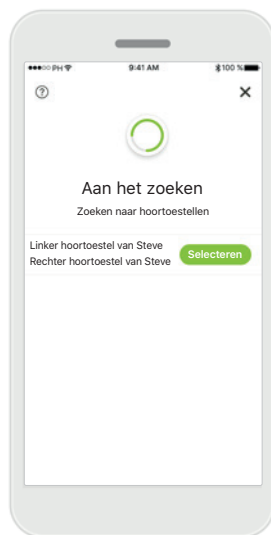 PH 9:41 AM 100 %
?
Aan het zoeken
Zoeken naar hoortoestellen
Linker hoortoestel van Steve
Rechter hoortoestel van Steve
Selecteren